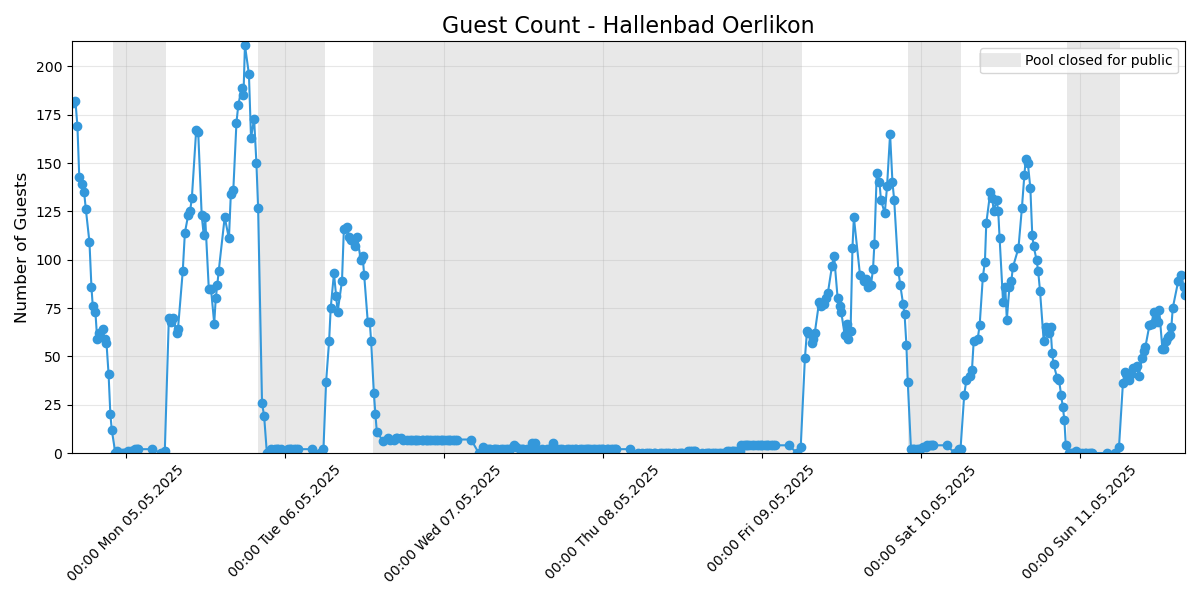 Guest Count - Hallenbad Oerlikon
Pool closed for public
Number of Guests
200
175
150
125
100
75
50
25
0
00:00 Mon 05.05.2025
00:00 Tue 06.05.2025
00:00 Wed 07.05.2025
00:00 Thu 08.05.2025
00:00 Fri 09.05.2025
00:00 Sat 10.05.2025
00:00 Sun 11.05.2025